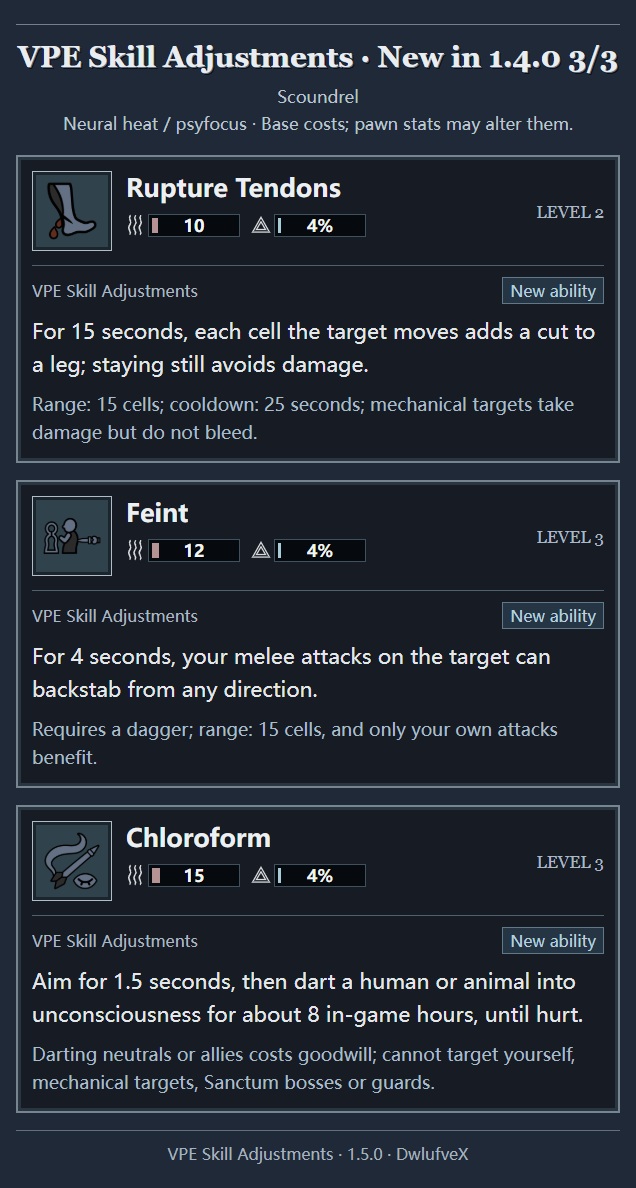 VPE Skill Adjustments · New in 1.4.0 3/3
Scoundrel
Neural heat / psyfocus · Base costs; pawn stats may alter them.
Rupture Tendons
10 4%
LEVEL 2
VPE Skill Adjustments
New ability
For 15 seconds, each cell the target moves adds a cut to
a leg; staying still avoids damage.
Range: 15 cells; cooldown: 25 seconds; mechanical targets take
damage but do not bleed.
Feint
12 4%
LEVEL 3
VPE Skill Adjustments
New ability
For 4 seconds, your melee attacks on the target can
backstab from any direction.
Requires a dagger; range: 15 cells, and only your own attacks
benefit.
Chloroform
15 4%
LEVEL 3
VPE Skill Adjustments
New ability
Aim for 1.5 seconds, then dart a human or animal into
unconsciousness for about 8 in-game hours, until hurt.
Darting neutrals or allies costs goodwill; cannot target yourself,
mechanical targets, Sanctum bosses or guards.
VPE Skill Adjustments · 1.5.0 · DwlufveX